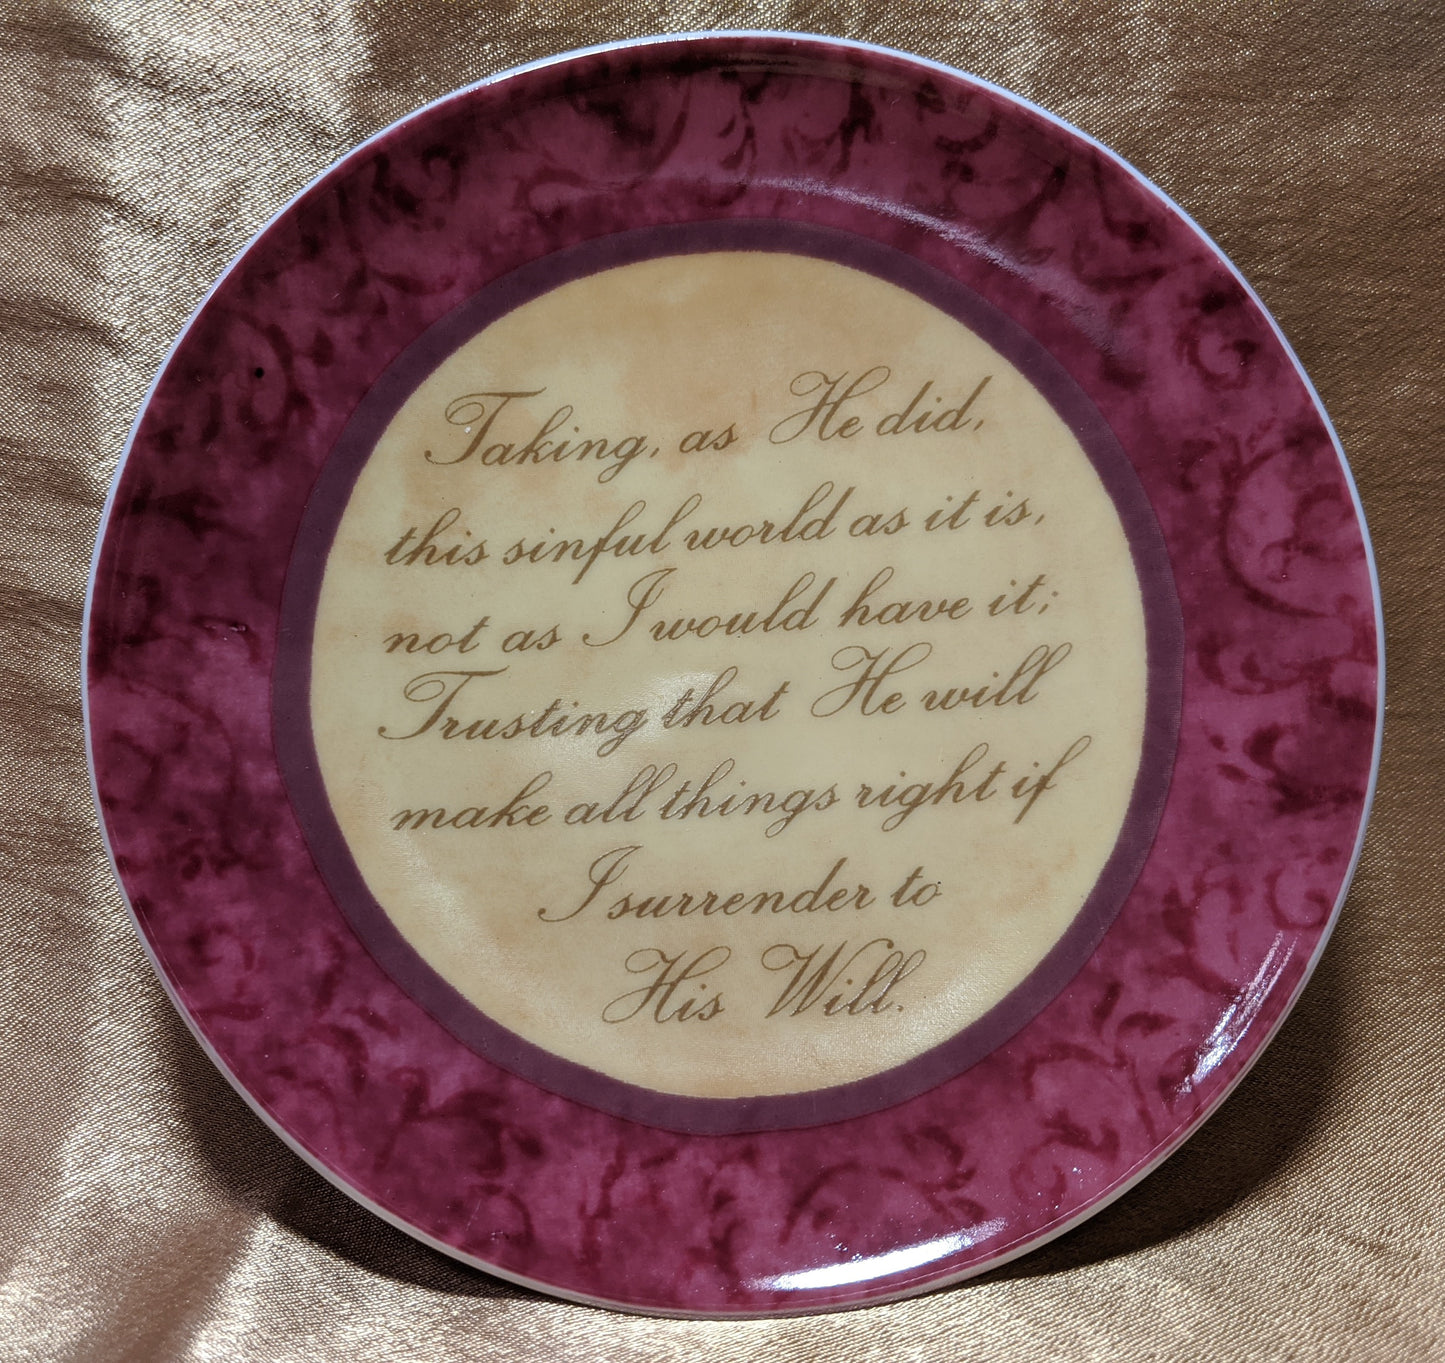 Taking, as He did,
this sinful world as it is,
not as I would have it;
Trusting that He will
make all things right if
I surrender to
His Will.